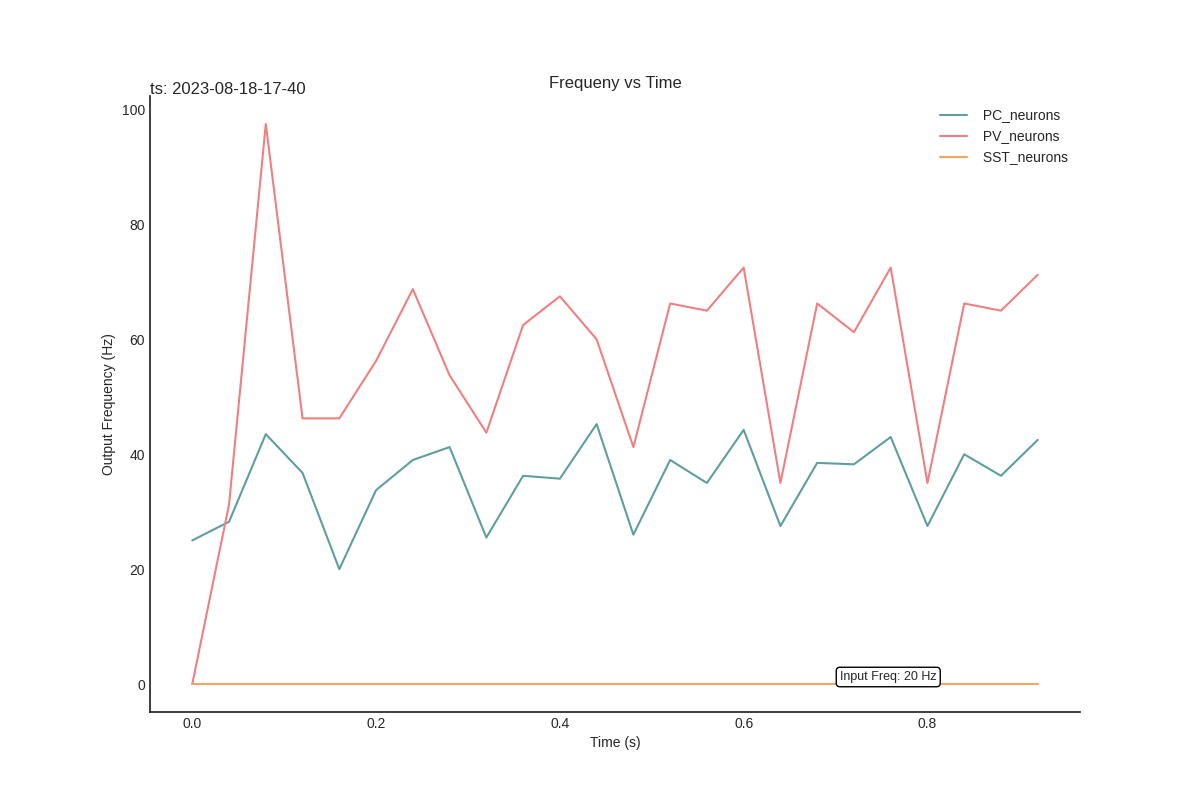 ts: 2023-08-18-17-40
Frequeny vs Time
PC_neurons
PV_neurons
SST_neurons
100
80
60
40
20
0
Output Frequency (Hz)
Input Freq: 20 Hz
0.0
0.2
0.4
0.6
0.8
Time (s)